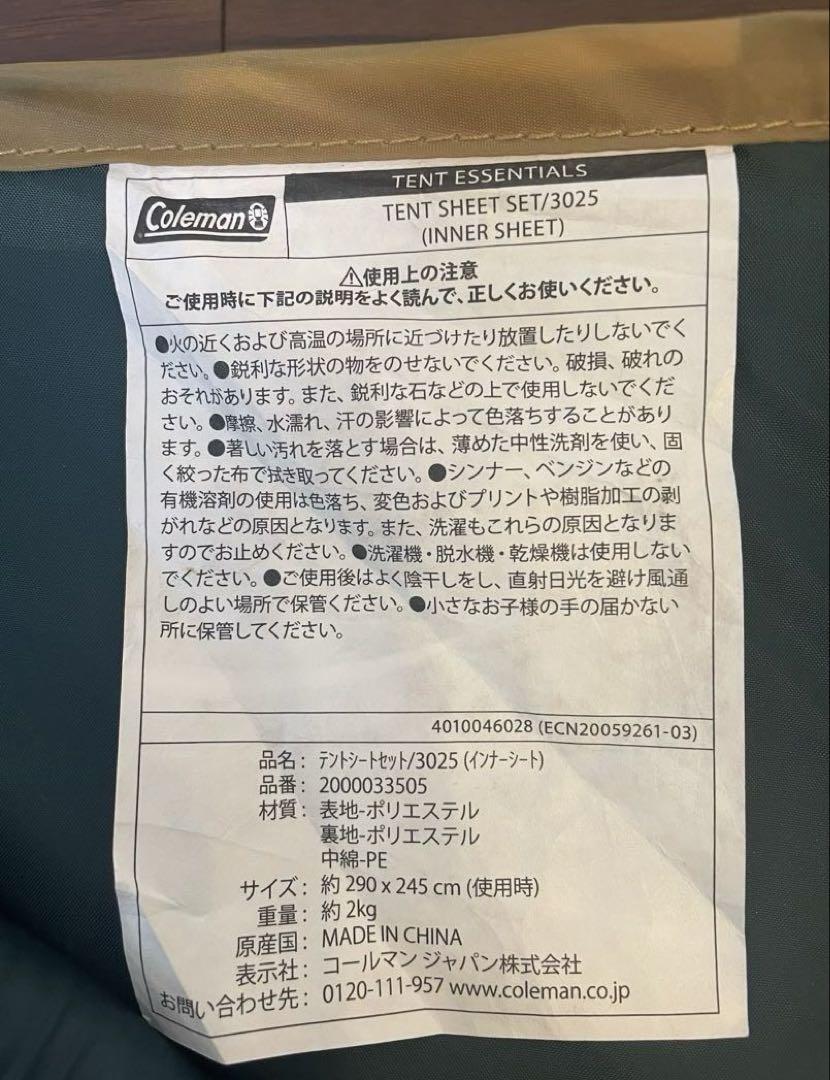 Coleman
TENT ESSENTIALS
TENT SHEET SET/3025
(INNER SHEET)
⚠使用上の注意
ご使用時に下記の説明をよく読んで、正しくお使いください。
●火の近くおよび高温の場所に近づけたり放置したりしないでく
ださい。●鋭利な形状の物をのせないでください。破損、破れの
おそれがあります。また、鋭利な石などの上で使用しないでくだ
さい。●摩擦、水濡れ、汗の影響によって色落ちすることがあり
ます。●著しい汚れを落とす場合は、薄めた中性洗剤を使い、固
く絞った布で拭き取ってください。●シンナー、ベンジンなどの
有機溶剤の使用は色落ち、変色およびプリントや樹脂加工の剥
がれなどの原因となります。また、洗濯もこれらの原因となりま
すのでお止めください。●洗濯機・脱水機・乾燥機は使用しない
でください。●ご使用後はよく陰干しをし、直射日光を避け風通
しのよい場所で保管ください。●小さなお子様の手の届かない
所に保管してください。
4010046028 (ECN20059261-03)
品名: テントシートセット/3025 (インナーシート)
品番: 2000033505
材質: 表地-ポリエステル
裏地-ポリエステル
中綿-PE
サイズ: 約 290 x 245 cm (使用時)
重量: 約 2kg
原産国: MADE IN CHINA
表示社: コールマン ジャパン株式会社
お問い合わせ先: 0120-111-957 www.coleman.co.jp